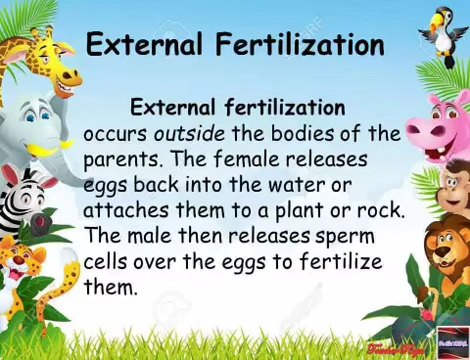 External Fertilization
External fertilization
occurs outside the bodies of the
parents. The female releases
eggs back into the water or
attaches them to a plant or rock.
The male then releases sperm
cells over the eggs to fertilize
them.